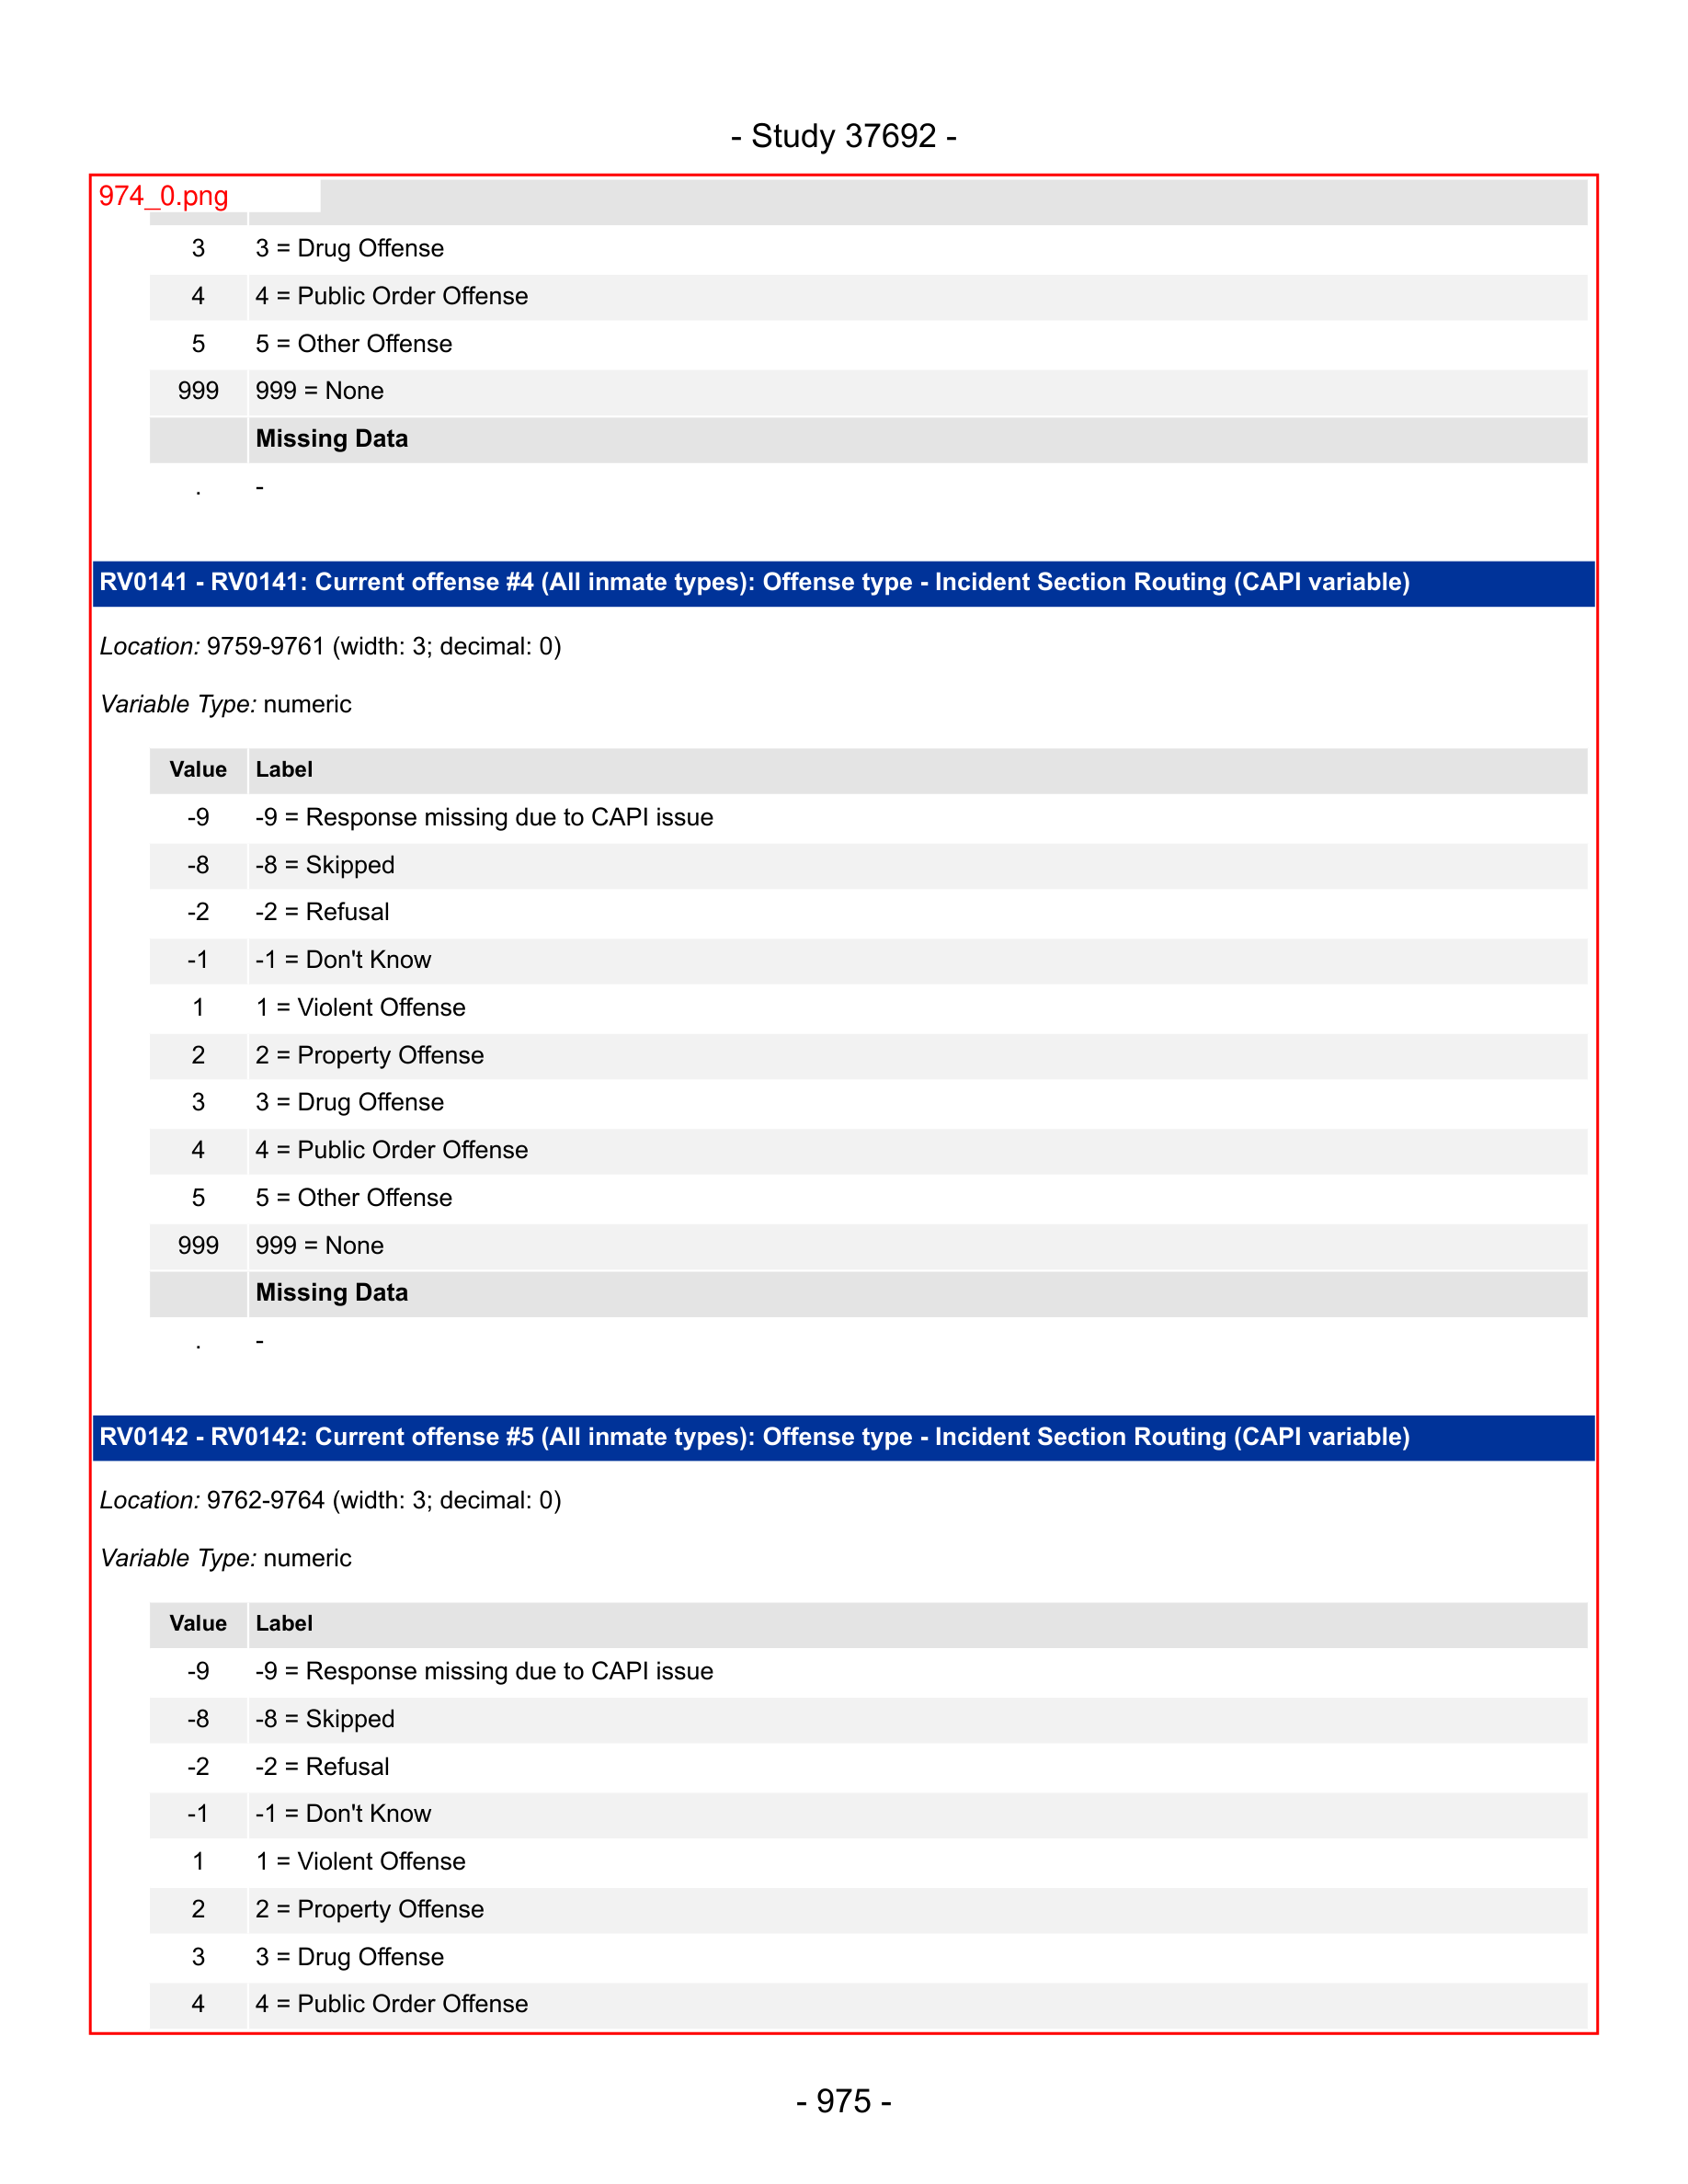 - Study 37692 -
974_0.png
3 3 = Drug Offense
4 4 = Public Order Offense
5 5 = Other Offense
999 999 = None
Missing Data
. -
RV0141 - RV0141: Current offense #4 (All inmate types): Offense type - Incident Section Routing (CAPI variable)
Location: 9759-9761 (width: 3; decimal: 0)
Variable Type: numeric
Value Label
-9 -9 = Response missing due to CAPI issue
-8 -8 = Skipped
-2 -2 = Refusal
-1 -1 = Don't Know
1 1 = Violent Offense
2 2 = Property Offense
3 3 = Drug Offense
4 4 = Public Order Offense
5 5 = Other Offense
999 999 = None
Missing Data
. -
RV0142 - RV0142: Current offense #5 (All inmate types): Offense type - Incident Section Routing (CAPI variable)
Location: 9762-9764 (width: 3; decimal: 0)
Variable Type: numeric
Value Label
-9 -9 = Response missing due to CAPI issue
-8 -8 = Skipped
-2 -2 = Refusal
-1 -1 = Don't Know
1 1 = Violent Offense
2 2 = Property Offense
3 3 = Drug Offense
4 4 = Public Order Offense
- 975 -